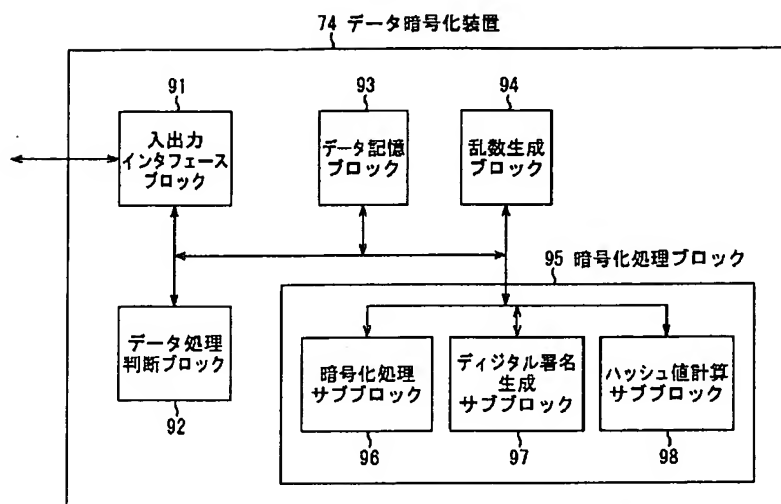 74 データ暗号化装置
91
入出力
インタフェース
ブロック
93
データ記憶
ブロック
94
乱数生成
ブロック
95 暗号化処理ブロック
データ処理
判断ブロック
92
暗号化処理
サブブロック
96
ディジタル署名
生成
サブブロック
97
ハッシュ値計算
サブブロック
98